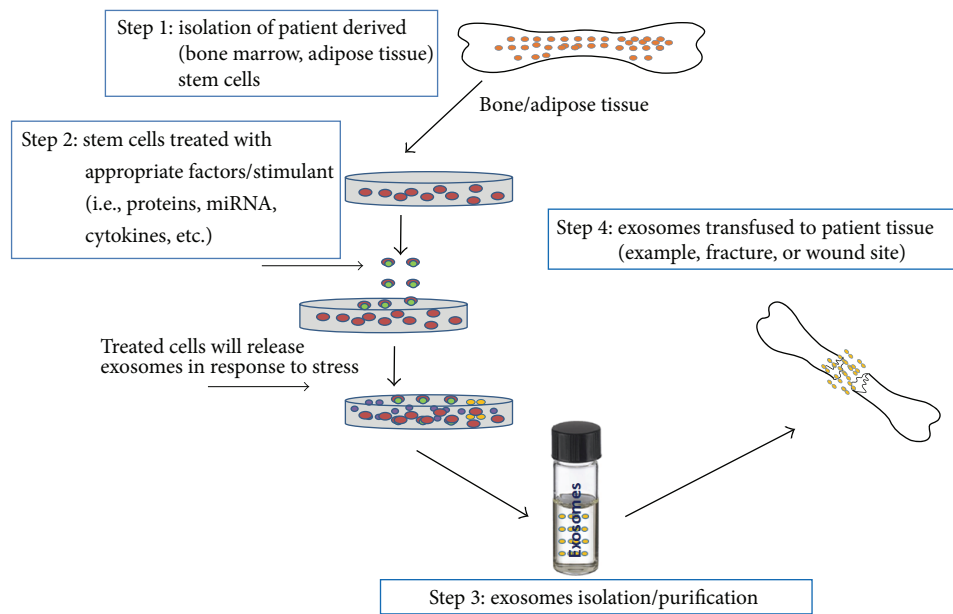 Step 1: isolation of patient derived
(bone marrow, adipose tissue)
stem cells
Bone/adipose tissue
Step 2: stem cells treated with
appropriate factors/stimulant
(i.e., proteins, miRNA,
cytokines, etc.)
Step 4: exosomes transfused to patient tissue
(example, fracture, or wound site)
Treated cells will release
exosomes in response to stress
Exosomes
Step 3: exosomes isolation/purification